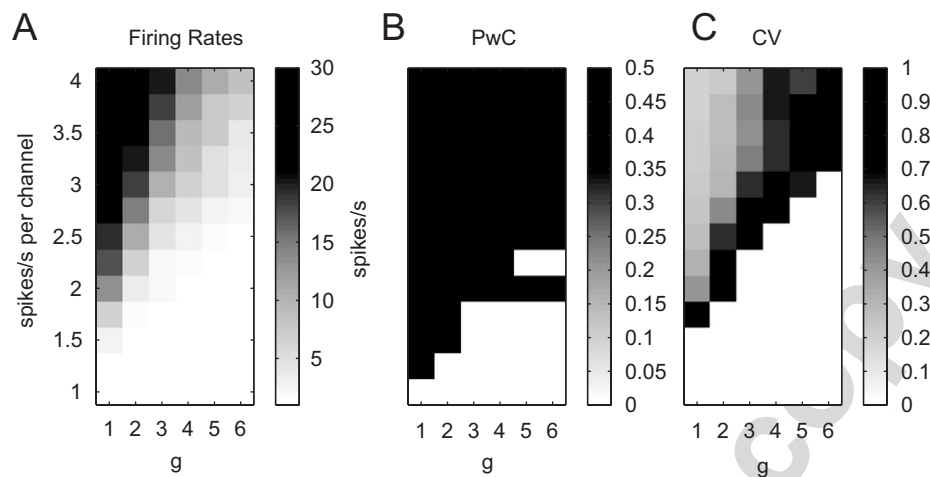 A
Firing Rates
spikes/s per channel
4
3.5
3
2.5
2
1.5
1
1 2 3 4 5 6
g
30
25
20
15
10
5
spikes/s
B
PwC
1 2 3 4 5 6
g
0.5
0.45
0.4
0.35
0.3
0.25
0.2
0.15
0.1
0.05
0
C
CV
1 2 3 4 5 6
g
1
0.9
0.8
0.7
0.6
0.5
0.4
0.3
0.2
0.1
0
copy